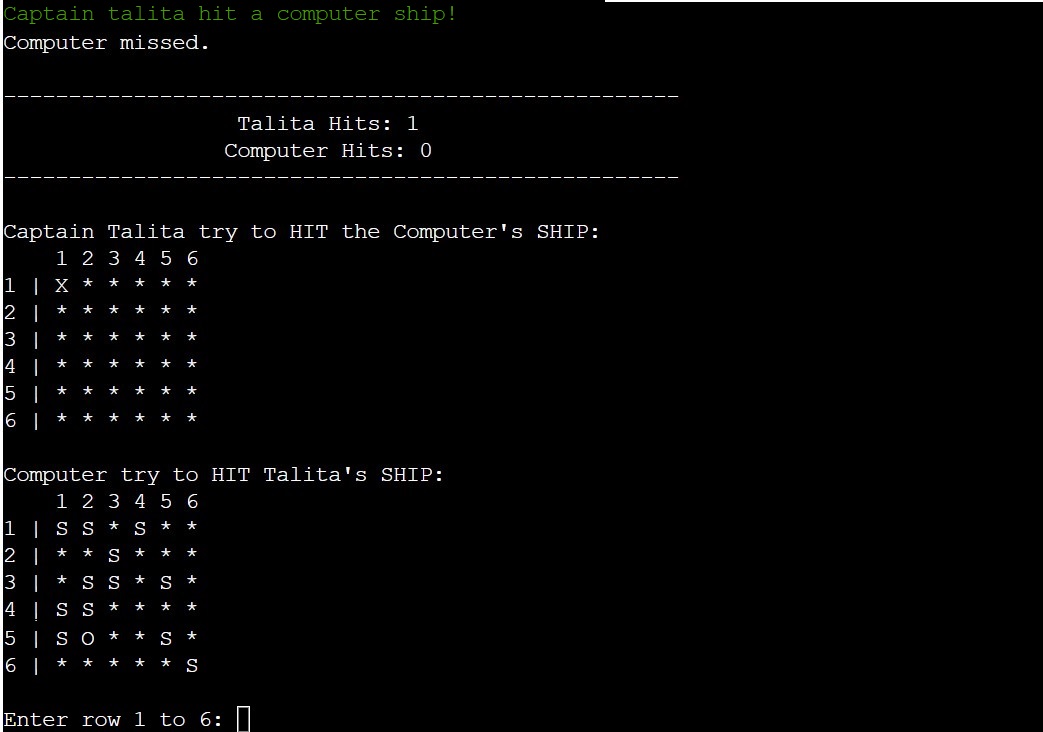 Captain talita hit a computer ship!
Computer missed.
----------------------------------------------------
Talita Hits: 1
Computer Hits: 0
----------------------------------------------------
Captain Talita try to HIT the Computer's SHIP:
1 2 3 4 5 6
1 | X * * * * *
2 | * * * * * *
3 | * * * * * *
4 | * * * * * *
5 | * * * * * *
6 | * * * * * *
Computer try to HIT Talita's SHIP:
1 2 3 4 5 6
1 | S S * S * *
2 | * * S * * *
3 | * S S * S *
4 | S S * * * *
5 | S O * * S *
6 | * * * * * S
Enter row 1 to 6: